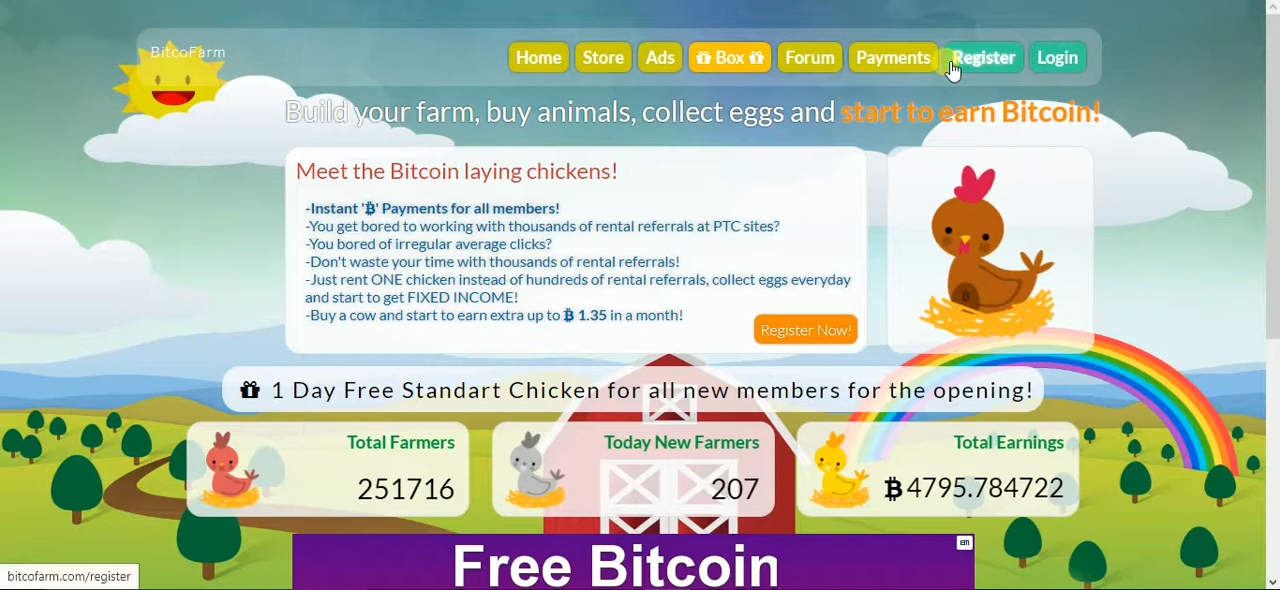 BitcoFarm
Home Store Ads Box Forum Payments Register Login
Build your farm, buy animals, collect eggs and start to earn Bitcoin!
Meet the Bitcoin laying chickens!
-Instant '₿' Payments for all members!
-You get bored to working with thousands of rental referrals at PTC sites?
-You bored of irregular average clicks?
-Don't waste your time with thousands of rental referrals!
-Just rent ONE chicken instead of hundreds of rental referrals, collect eggs everyday
and start to get FIXED INCOME!
-Buy a cow and start to earn extra up to ₿ 1.35 in a month!
Register Now!
1 Day Free Standart Chicken for all new members for the opening!
Total Farmers
251716
Today New Farmers
207
Total Earnings
₿4795.784722
Free Bitcoin
bitcofarm.com/register